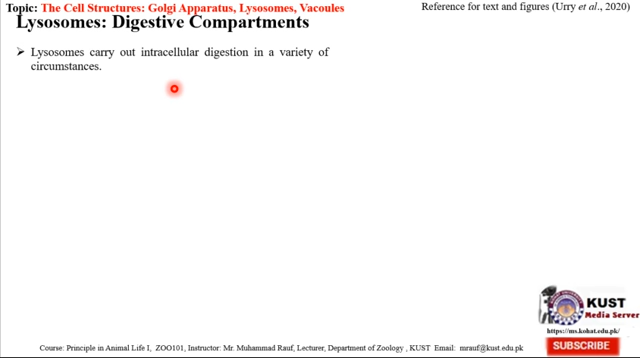 Topic: The Cell Structures: Golgi Apparatus, Lysosomes, Vacoules
Reference for text and figures (Urry et al., 2020)
Lysosomes: Digestive Compartments
➢ Lysosomes carry out intracellular digestion in a variety of
circumstances.
KUST
Media Server
https://ms.kohat.edu.pk/
SUBSCRIBE
Course: Principle in Animal Life I, ZOO101, Instructor: Mr. Muhammad Rauf, Lecturer, Department of Zoology , KUST Email: mrauf@kust.edu.pk